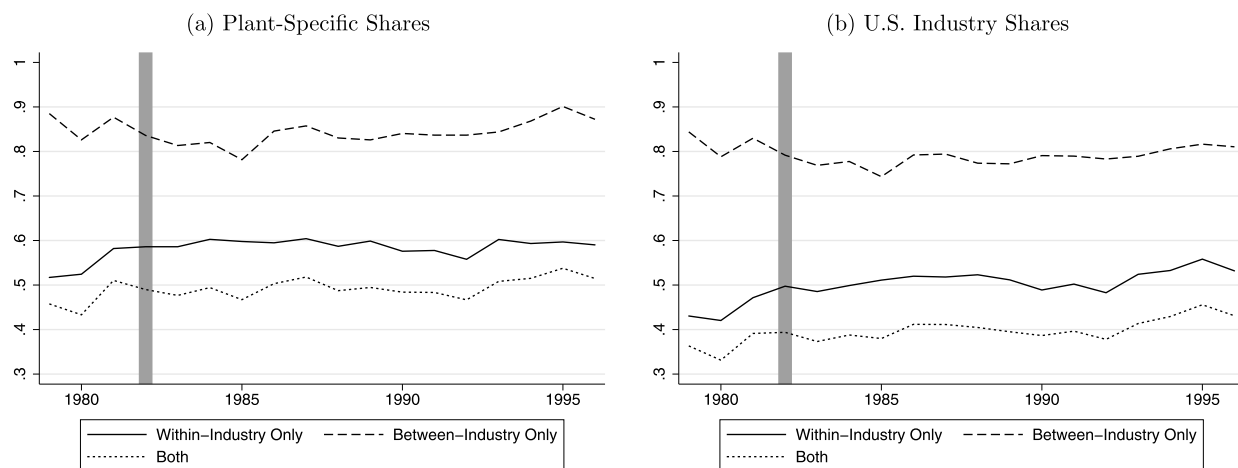 (a) Plant-Specific Shares
1
.9
.8
.7
.6
.5
.4
.3
1980 1985 1990 1995
Within−Industry Only Between−Industry Only
Both
(b) U.S. Industry Shares
1
.9
.8
.7
.6
.5
.4
.3
1980 1985 1990 1995
Within−Industry Only Between−Industry Only
Both